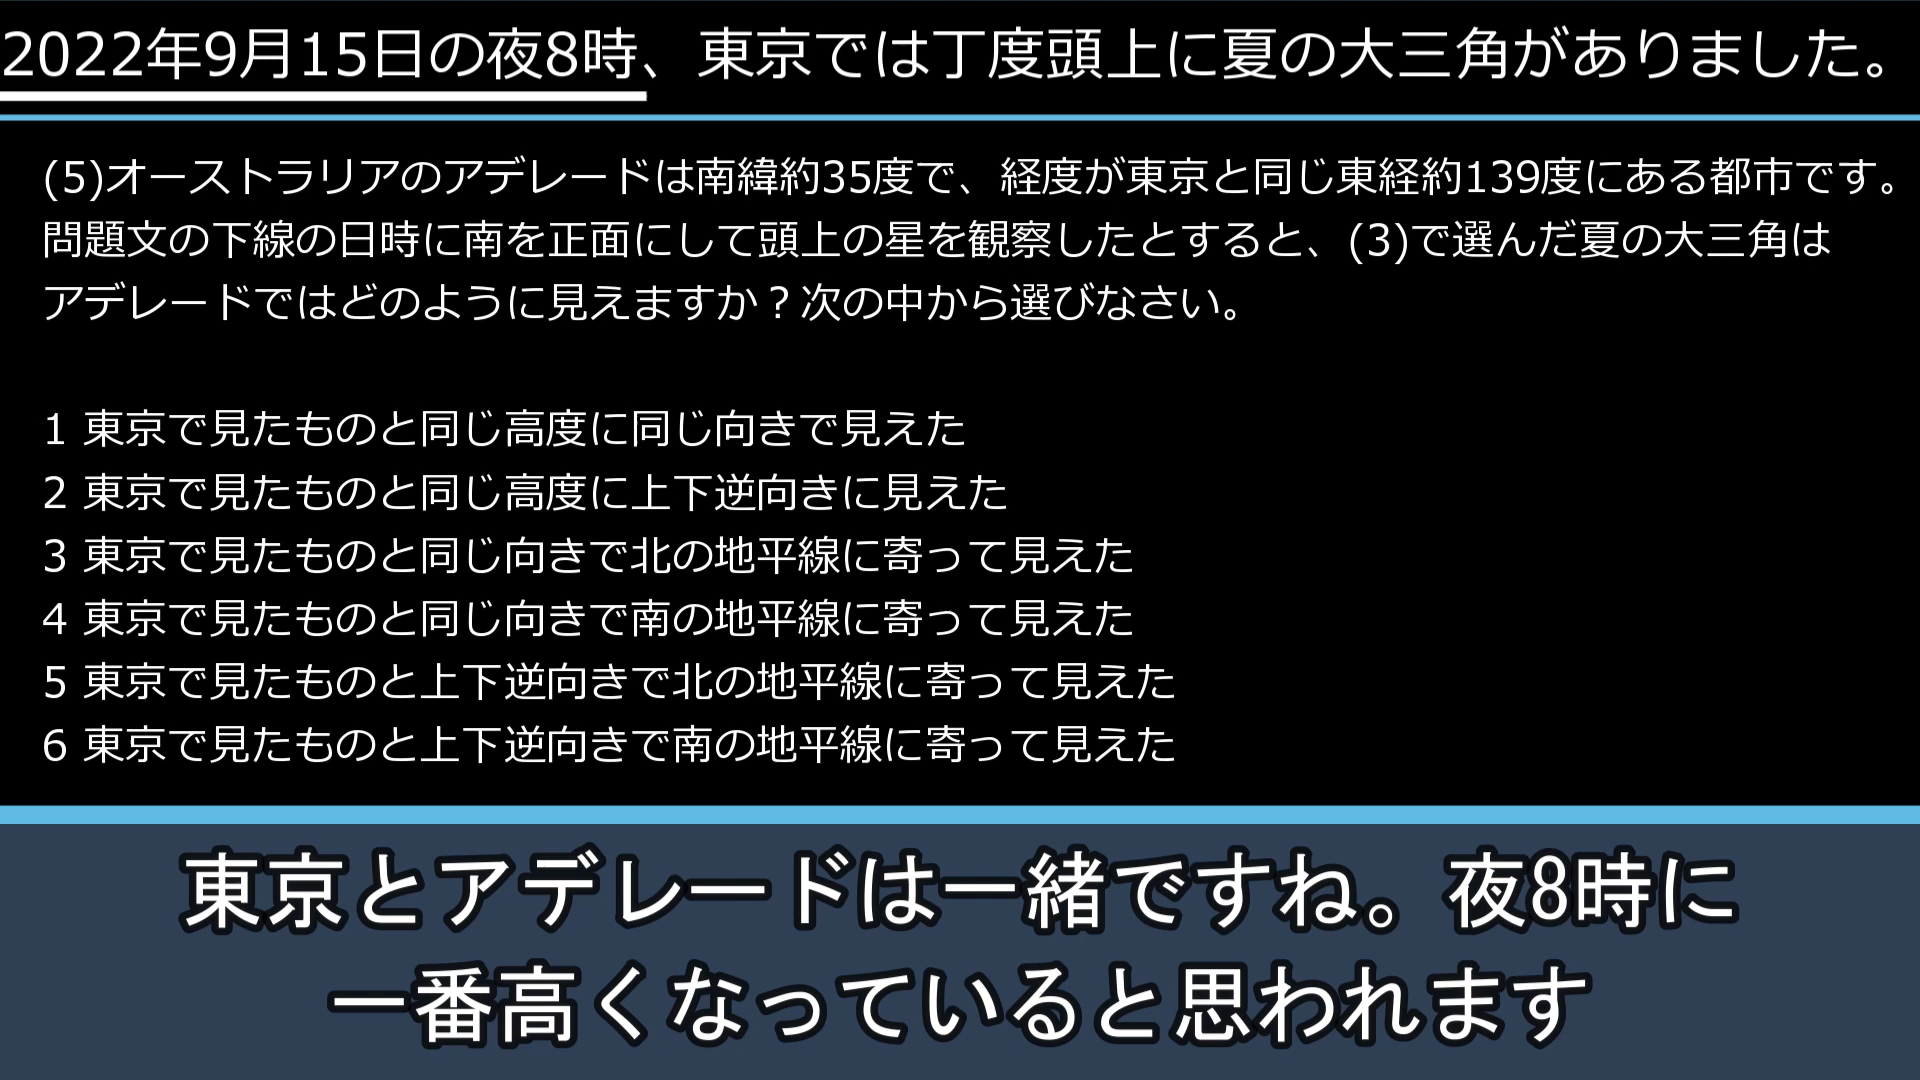 2022年9月15日の夜8時、東京では丁度頭上に夏の大三角がありました。
(5)オーストラリアのアデレードは南緯約35度で、経度が東京と同じ東経約139度にある都市です。
問題文の下線の日時に南を正面にして頭上の星を観察したとすると、(3)で選んだ夏の大三角は
アデレードではどのように見えますか？次の中から選びなさい。
1 東京で見たものと同じ高度に同じ向きで見えた
2 東京で見たものと同じ高度に上下逆向きに見えた
3 東京で見たものと同じ向きで北の地平線に寄って見えた
4 東京で見たものと同じ向きで南の地平線に寄って見えた
5 東京で見たものと上下逆向きで北の地平線に寄って見えた
6 東京で見たものと上下逆向きで南の地平線に寄って見えた
東京とアデレードは一緒ですね。夜8時に
一番高くなっていると思われます